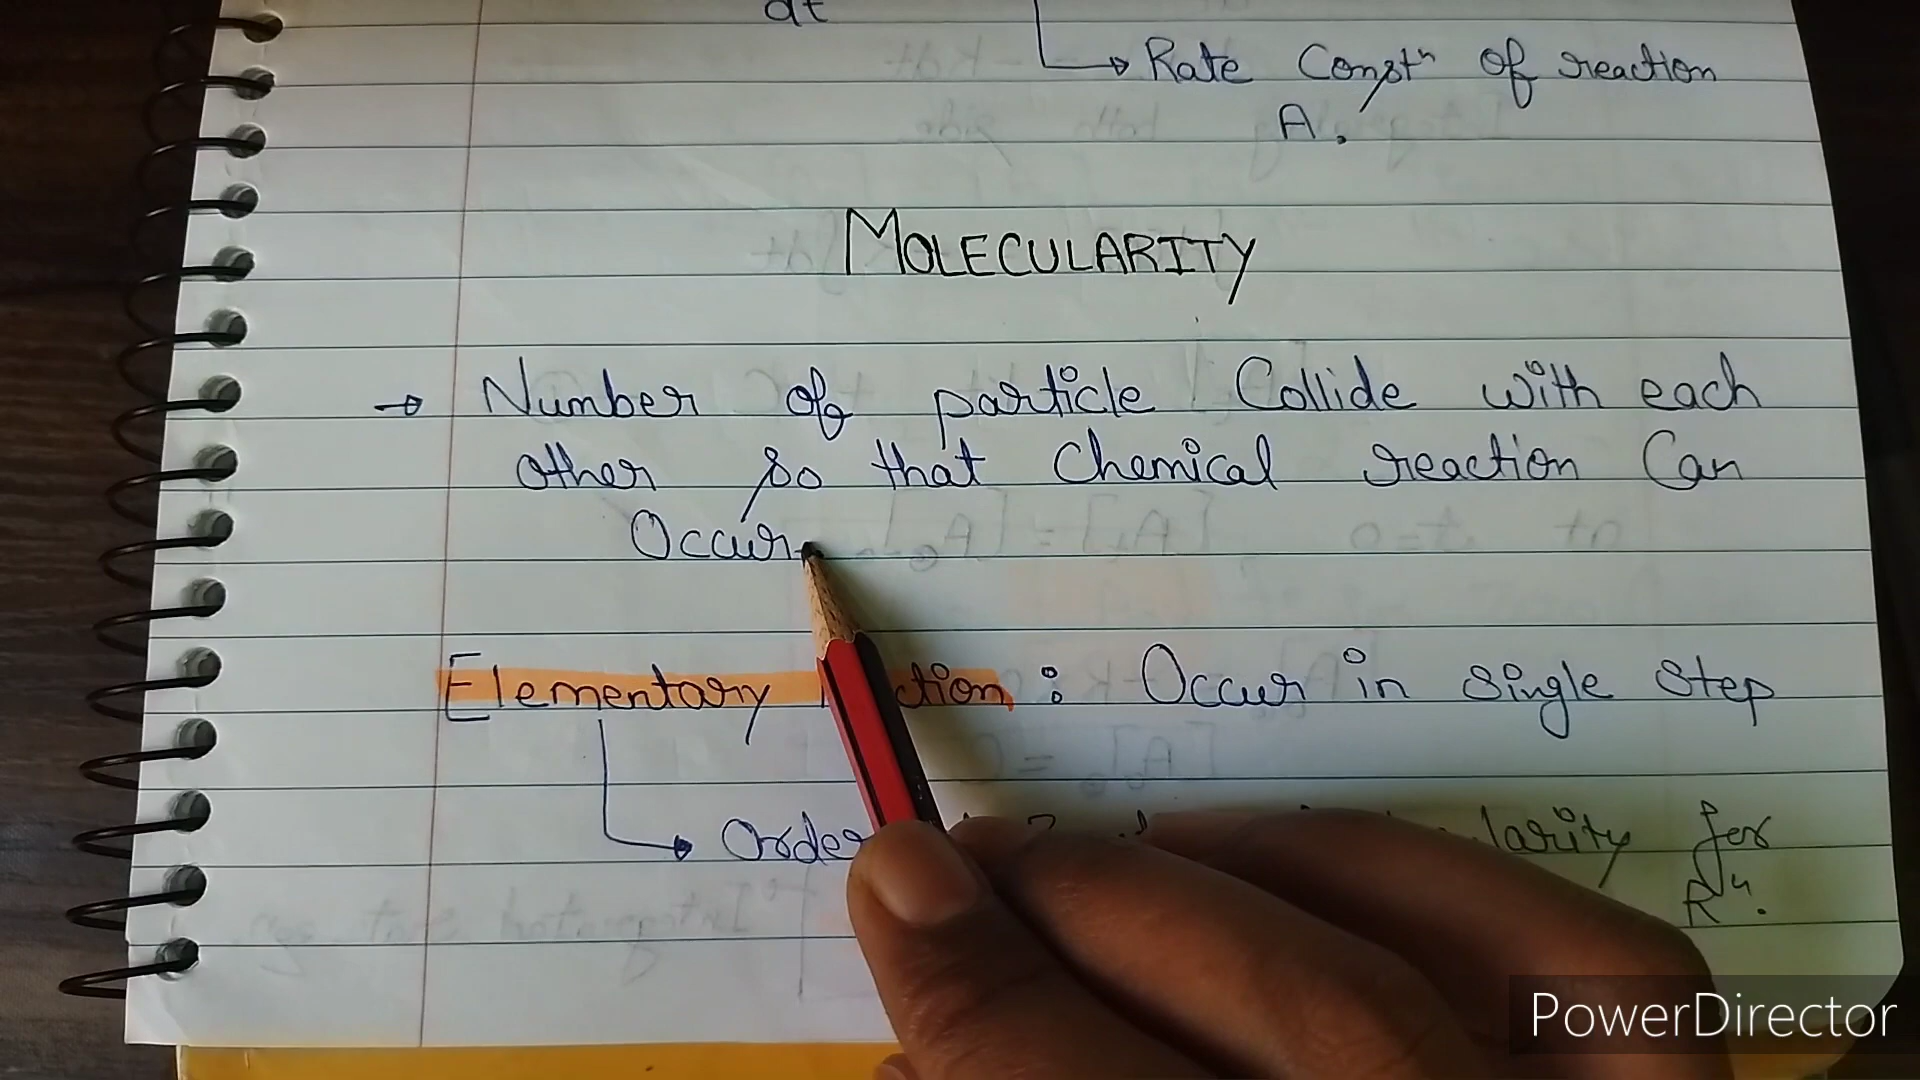 dt
Rate Constⁿ of reaction
A.
MOLECULARITY
→ Number of particle Collide with each
other so that Chemical reaction Can
Occur
Elementary ction : Occur in single step
Order larity for
Rⁿ.
PowerDirector